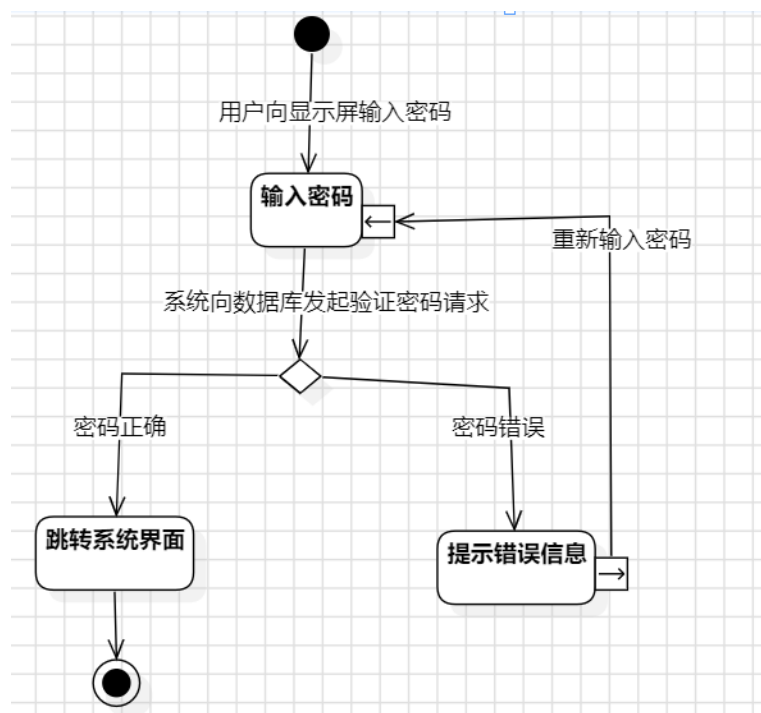 用户向显示屏输入密码
输入密码
重新输入密码
系统向数据库发起验证密码请求
密码正确
密码错误
跳转系统界面
提示错误信息